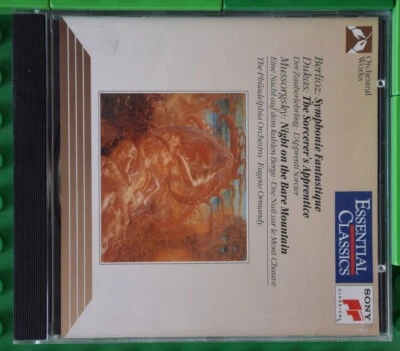 Orchestral
Works
Berlioz: Symphonie Fantastique
Dukas: The Sorcerer's Apprentice
Der Zauberlehrling · L'Apprenti sorcier
Mussorgsky: Night on the Bare Mountain
Eine Nacht auf dem kahlen Berge · Une Nuit sur le Mont-Chauve
The Philadelphia Orchestra · Eugene Ormandy
ESSENTIAL
CLASSICS
SONY
CLASSICAL